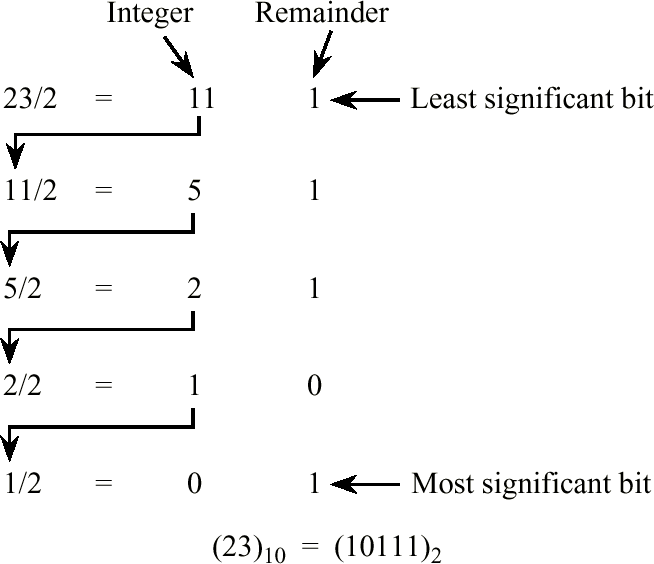 Integer Remainder
23/2 = 11 1 Least significant bit
11/2 = 5 1
5/2 = 2 1
2/2 = 1 0
1/2 = 0 1 Most significant bit
(23)₁₀ = (10111)₂